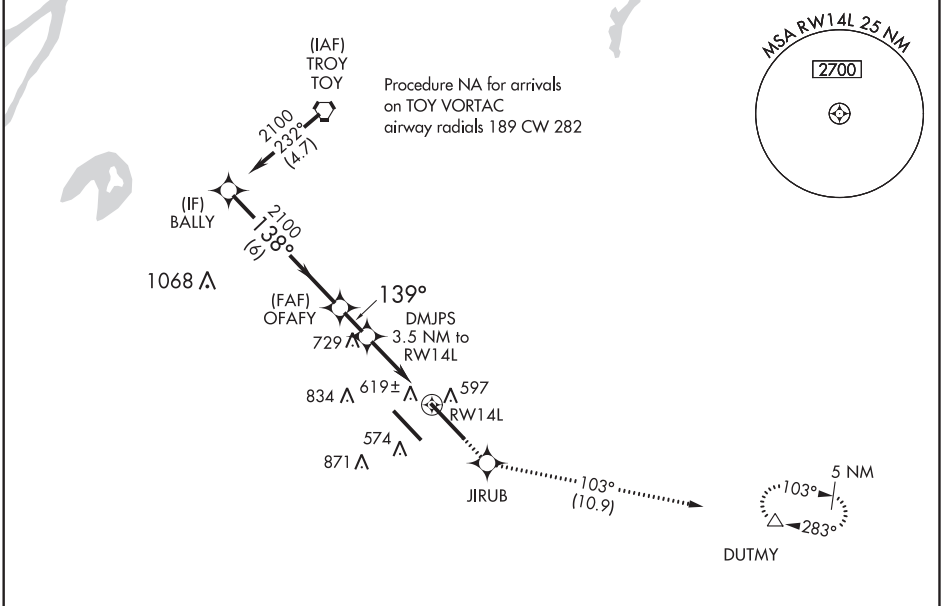 MSA RW14L 25 NM
2700
(IAF)
TROY
TOY
Procedure NA for arrivals
on TOY VORTAC
airway radials 189 CW 282
2100
232°
(4.7)
(IF)
BALLY
2100
138°
(6)
1068
(FAF)
OFAFY
139°
DMJPS
3.5 NM to
RW14L
729
834
619±
597
RW14L
574
871
JIRUB
103°
(10.9)
5 NM
103°
283°
DUTMY